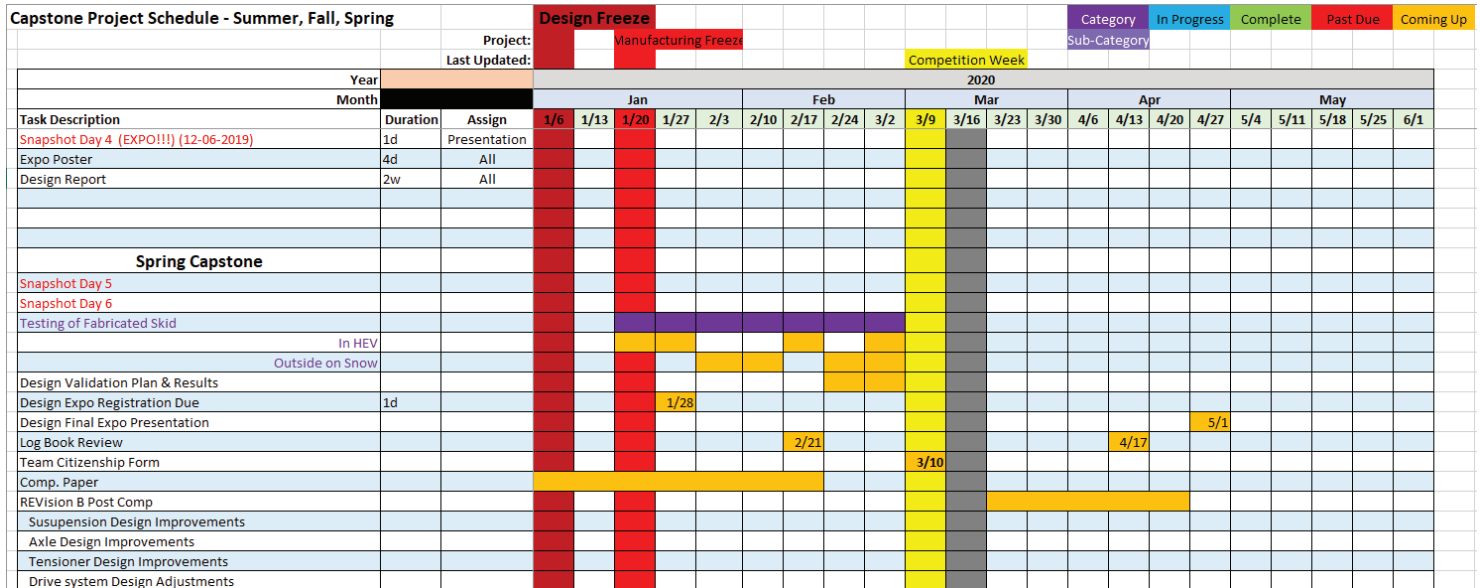 Capstone Project Schedule - Summer, Fall, Spring Design Freeze Category In Progress Complete Past Due Coming Up
Project: Manufacturing Freeze Sub-Category
Last Updated: Competition Week
Year 2020
Month Jan Feb Mar Apr May
Task Description Duration Assign 1/6 1/13 1/20 1/27 2/3 2/10 2/17 2/24 3/2 3/9 3/16 3/23 3/30 4/6 4/13 4/20 4/27 5/4 5/11 5/18 5/25 6/1
Snapshot Day 4 (EXPO!!!) (12-06-2019) 1d Presentation
Expo Poster 4d All
Design Report 2w All
Spring Capstone
Snapshot Day 5
Snapshot Day 6
Testing of Fabricated Skid
In HEV
Outside on Snow
Design Validation Plan & Results
Design Expo Registration Due 1d 1/28
Design Final Expo Presentation 5/1
Log Book Review 2/21 4/17
Team Citizenship Form 3/10
Comp. Paper
REVision B Post Comp
Susupension Design Improvements
Axle Design Improvements
Tensioner Design Improvements
Drive system Design Adjustments